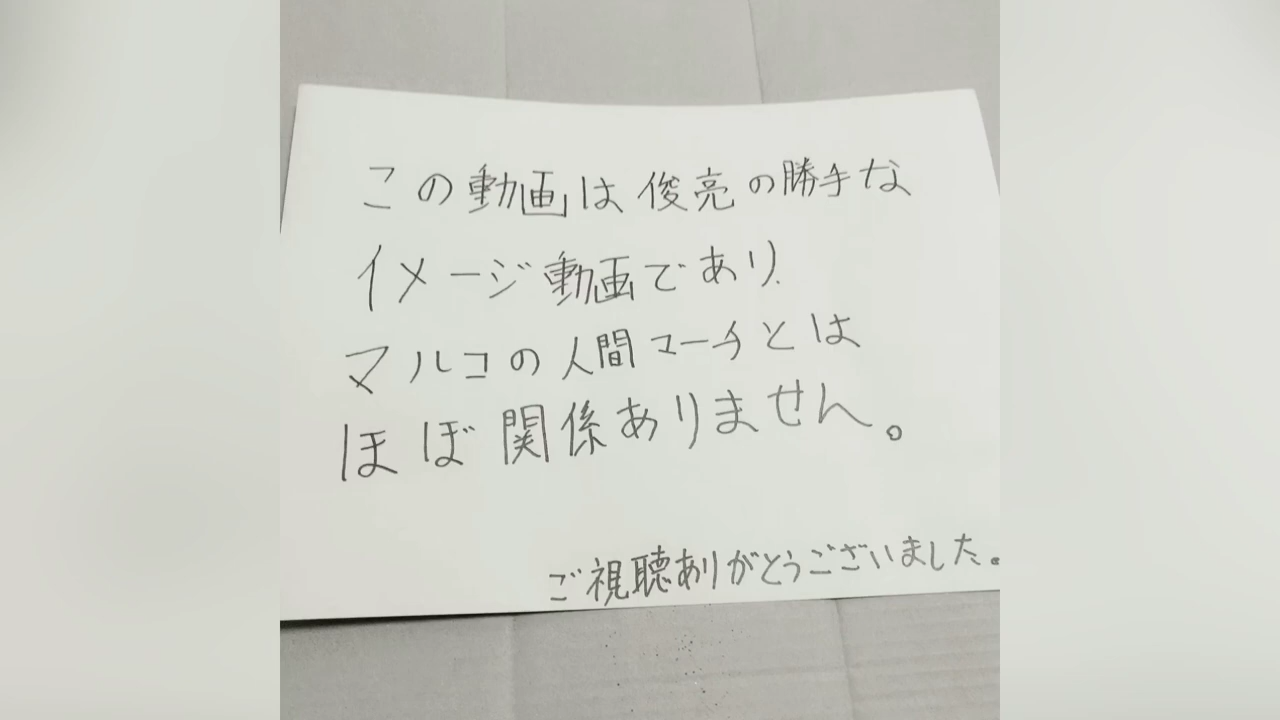 この動画は俊亮の勝手な
イメージ動画であり
マルコの人間マーチとは
ほぼ関係ありません。
ご視聴ありがとうございました。